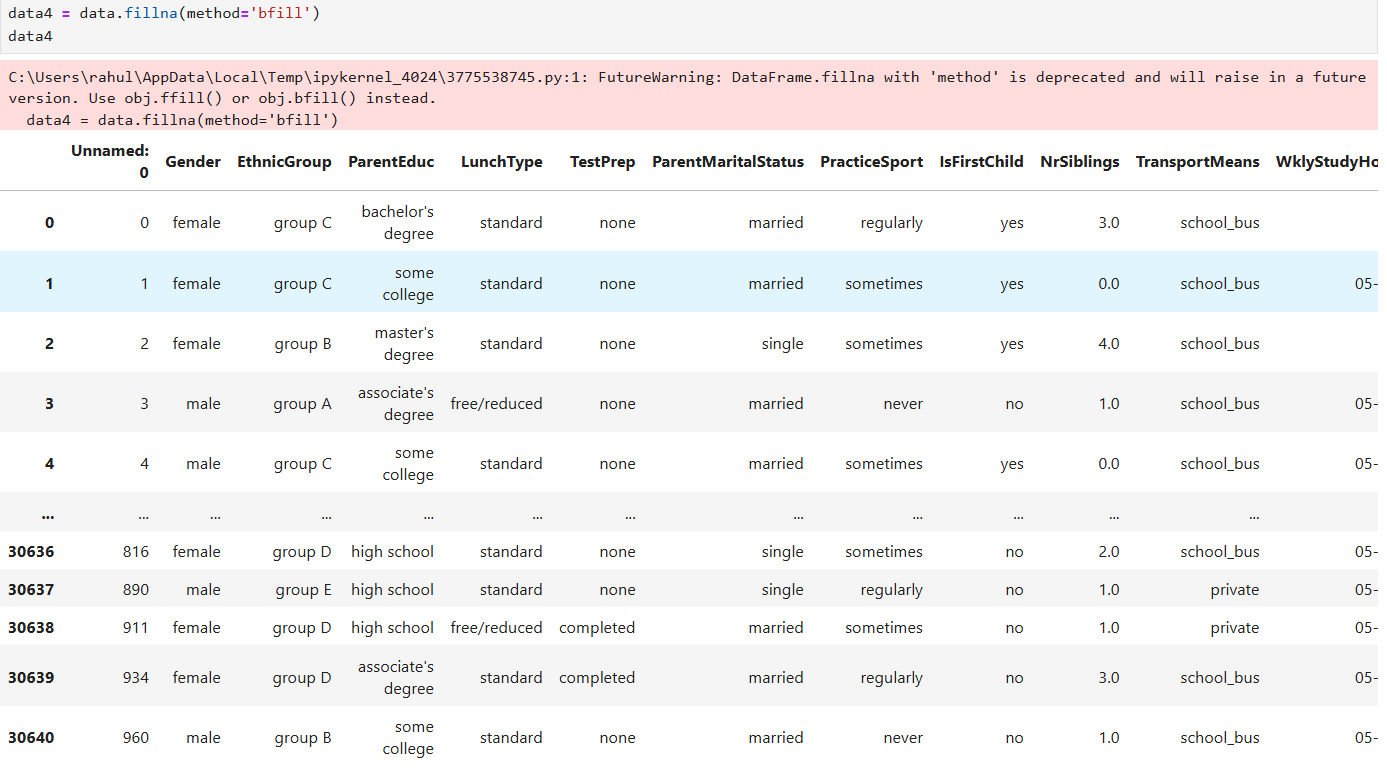 data4 = data.fillna(method='bfill')
data4
C:\Users\rahul\AppData\Local\Temp\ipykernel_4024\3775538745.py:1: FutureWarning: DataFrame.fillna with 'method' is deprecated and will raise in a future
version. Use obj.ffill() or obj.bfill() instead.
data4 = data.fillna(method='bfill')
Unnamed: 0 Gender EthnicGroup ParentEduc LunchType TestPrep ParentMaritalStatus PracticeSport IsFirstChild NrSiblings TransportMeans WklyStudyHo
0 0 female group C bachelor's degree standard none married regularly yes 3.0 school_bus
1 1 female group C some college standard none married sometimes yes 0.0 school_bus 05-
2 2 female group B master's degree standard none single sometimes yes 4.0 school_bus
3 3 male group A associate's degree free/reduced none married never no 1.0 school_bus 05-
4 4 male group C some college standard none married sometimes yes 0.0 school_bus 05-
... ... ... ... ... ... ... ... ... ... ... ...
30636 816 female group D high school standard none single sometimes no 2.0 school_bus 05-
30637 890 male group E high school standard none single regularly no 1.0 private 05-
30638 911 female group D high school free/reduced completed married sometimes no 1.0 private 05-
30639 934 female group D associate's degree standard completed married regularly no 3.0 school_bus 05-
30640 960 male group B some college standard none married never no 1.0 school_bus 05-